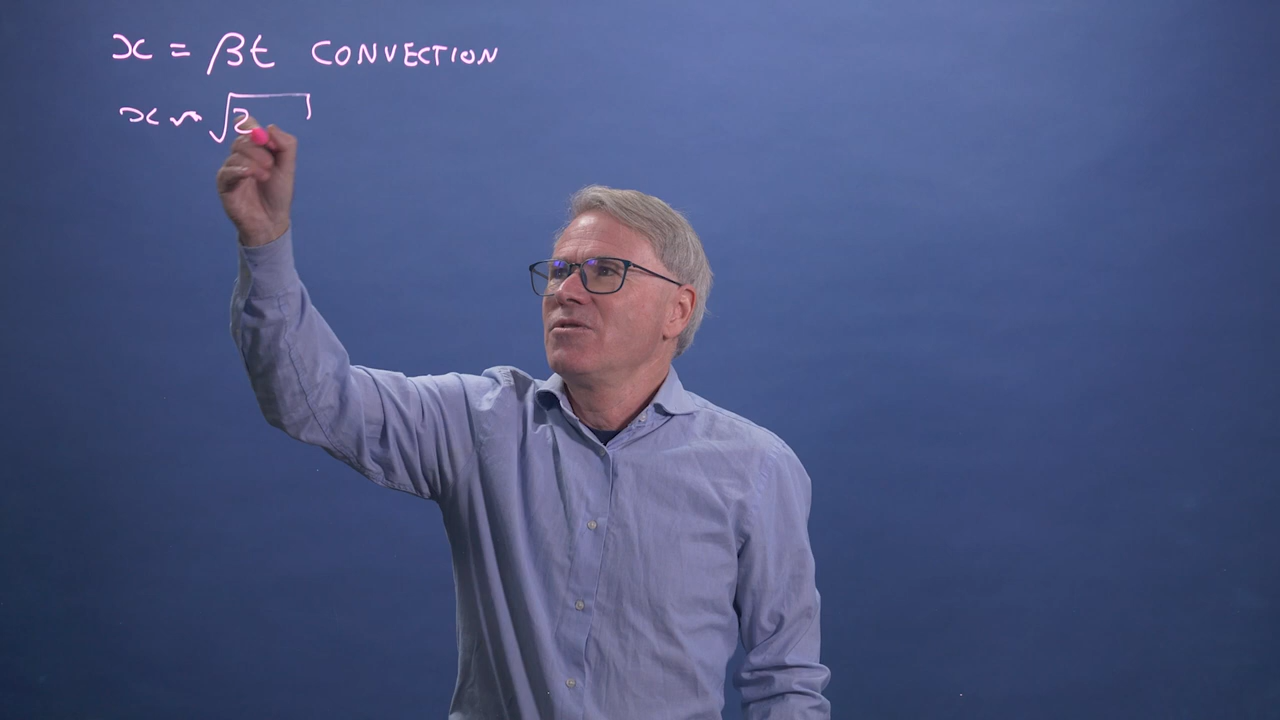 x = βt CONVECTION
x ~ √2